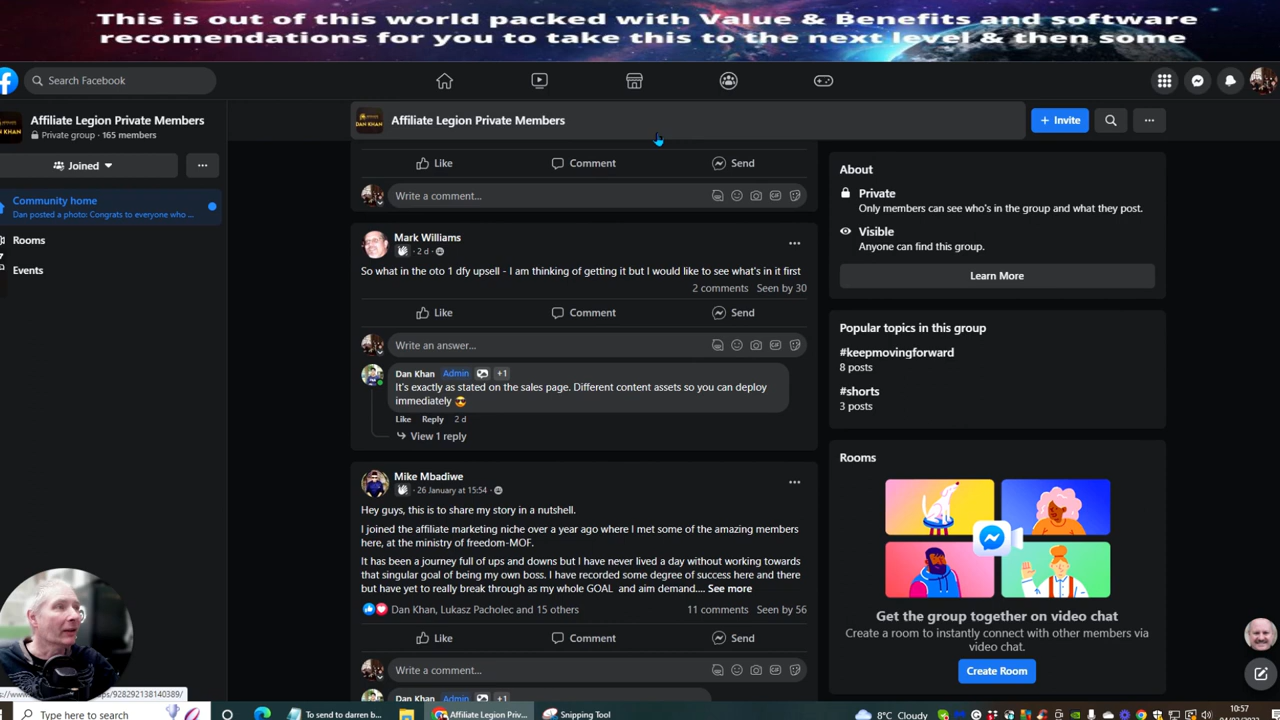 This is out of this world packed with Value & Benefits and software
recomendations for you to take this to the next level & then some
Search Facebook
Affiliate Legion Private Members
Private group · 165 members
Joined
Community home
Dan posted a photo: Congrats to everyone who ...
Rooms
Events
DAN KHAN
Affiliate Legion Private Members
+ Invite
Like
Comment
Send
Write a comment...
Mark Williams
2 d
So what in the oto 1 dfy upsell - I am thinking of getting it but I would like to see what's in it first
2 comments Seen by 30
Like
Comment
Send
Write an answer...
Dan Khan Admin +1
It's exactly as stated on the sales page. Different content assets so you can deploy
immediately 😎
Like Reply 2 d
View 1 reply
Mike Mbadiwe
26 January at 15:54
Hey guys, this is to share my story in a nutshell.
I joined the affiliate marketing niche over a year ago where I met some of the amazing members
here, at the ministry of freedom-MOF.
It has been a journey full of ups and downs but I have never lived a day without working towards
that singular goal of being my own boss. I have recorded some degree of success here and there
but have yet to really break through as my whole GOAL and aim demand.... See more
Dan Khan, Lukasz Pacholec and 15 others
11 comments Seen by 56
Like
Comment
Send
Write a comment...
Dan Khan Admin +1
About
Private
Only members can see who's in the group and what they post.
Visible
Anyone can find this group.
Learn More
Popular topics in this group
#keepmovingforward
8 posts
#shorts
3 posts
Rooms
Get the group together on video chat
Create a room to instantly connect with other members via
video chat.
Create Room
Type here to search
To send to darren b...
Affiliate Legion Priv...
Snipping Tool
8°C Cloudy
10:57